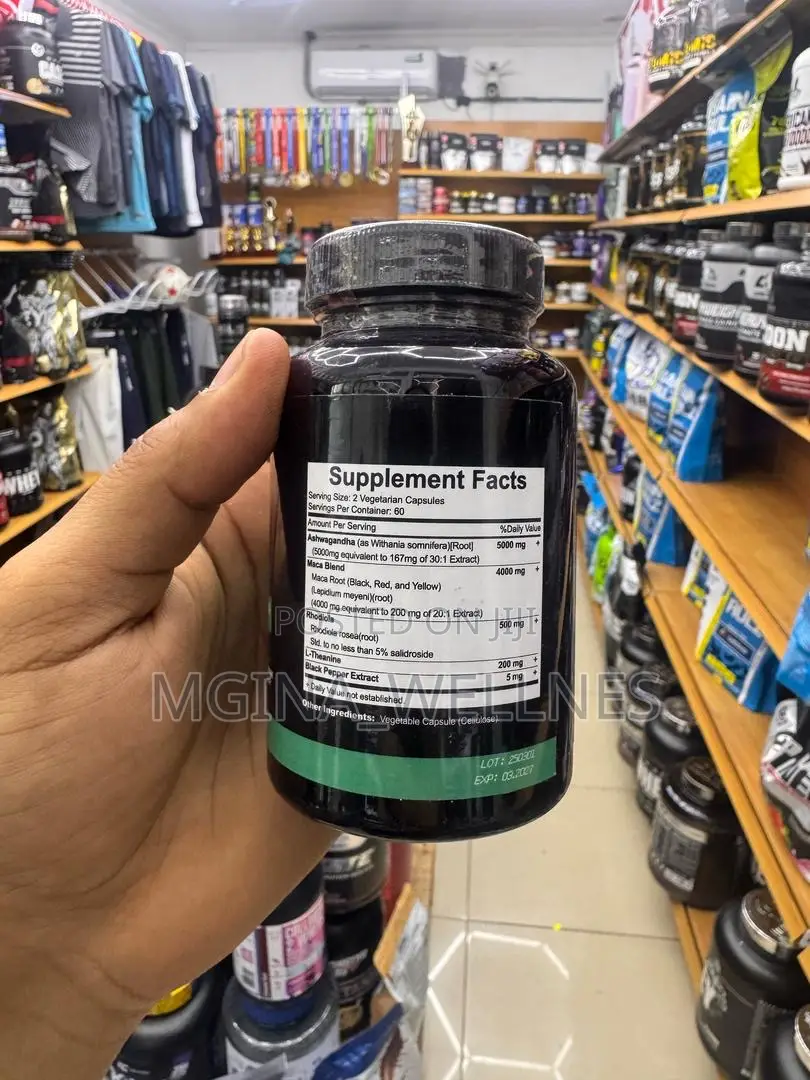 Supplement Facts
Serving Size: 2 Vegetarian Capsules
Servings Per Container: 60
Amount Per Serving %Daily Value
Ashwagandha (as Withania somnifera)[Root] 5000 mg +
(5000mg equivalent to 167mg of 30:1 Extract)
Maca Blend 4000 mg +
Maca Root (Black, Red, and Yellow)
(Lepidium meyeni)(root)
(4000 mg equivalent to 200 mg of 20:1 Extract)
Rhodiola 500 mg +
Rhodiola rosea(root)
Std. to no less than 5% salidroside
L-Theanine 200 mg +
Black Pepper Extract 5 mg +
+ Daily Value not established.
Other Ingredients: Vegetable Capsule (Cellulose)
LOT: 250301
EXP: 03.2027
POSTED ON JIJI
MGINA_WELLNES
WHEY